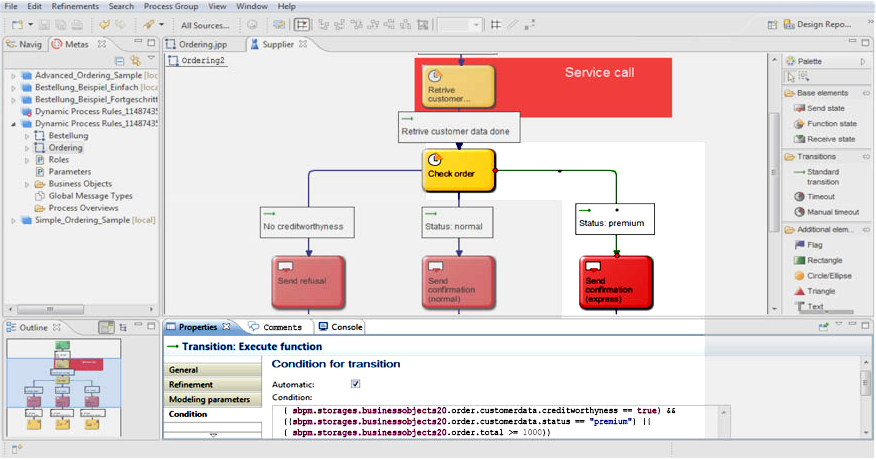 File Edit Refinements Search Process Group View Window Help
All Sources...
Design Repo...
Navig
Metas
Ordering.jpp
Supplier
Palette
Ordering2
Advanced_Ordering_Sample [loc
Bestellung_Beispiel_Einfach [loca
Bestellung_Beispiel_Fortgeschritt
Dynamic Process Rules_11487435
Dynamic Process Rules_11487435
Bestellung
Ordering
Roles
Parameters
Business Objects
Global Message Types
Process Overviews
Simple_Ordering_Sample [local]
Service call
Retrive
customer...
Retrive customer data done
Check order
No creditworthyness
Status: normal
Status: premium
Send refusal
Send
confirmation
(normal)
Send
confirmation
(express)
Base elements
Send state
Function state
Receive state
Transitions
Standard
transition
Timeout
Manual timeout
Additional elem...
Flag
Rectangle
Circle/Ellipse
Triangle
Text
Outline
Properties
Comments
Console
Transition: Execute function
General
Refinement
Modeling parameters
Condition
Condition for transition
Automatic:
Condition:
( sbpm.storages.businessobjects20.order.customerdata.creditworthyness == true) &&
((sbpm.storages.businessobjects20.order.customerdata.status == "premium") ||
( sbpm.storages.businessobjects20.order.total >= 1000))